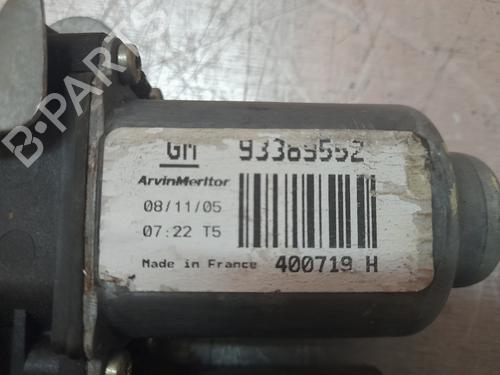 B-PARTS
GM 93389552
ArvinMeritor
08/11/05
07:22 T5
Made in France 400719 H